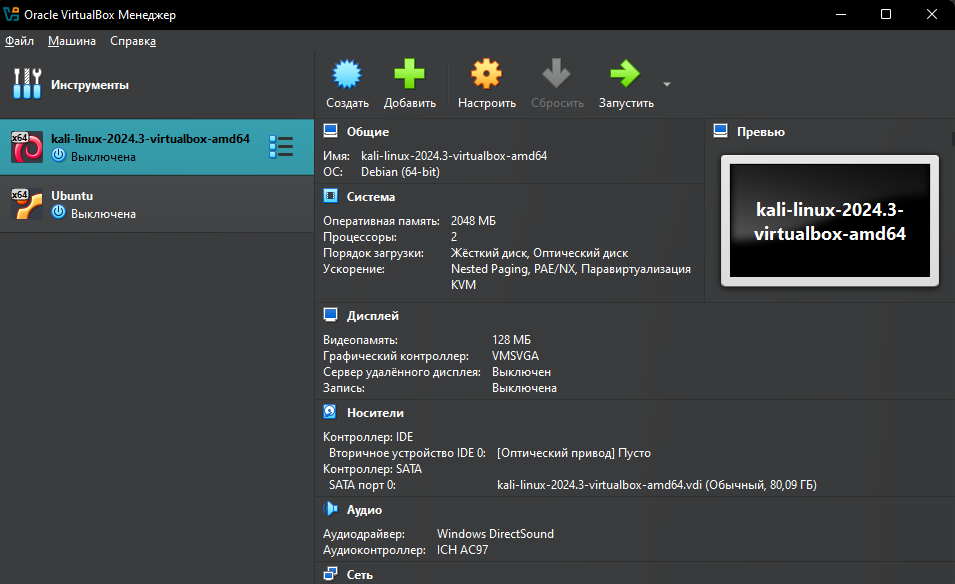 Oracle VirtualBox Менеджер
Файл Машина Справка
Инструменты
Создать Добавить Настроить Сбросить Запустить
x64
kali-linux-2024.3-virtualbox-amd64
Выключена
x64
Ubuntu
Выключена
Общие
Имя: kali-linux-2024.3-virtualbox-amd64
ОС: Debian (64-bit)
Превью
kali-linux-2024.3-
virtualbox-amd64
Система
Оперативная память: 2048 МБ
Процессоры: 2
Порядок загрузки: Жёсткий диск, Оптический диск
Ускорение: Nested Paging, PAE/NX, Паравиртуализация
KVM
Дисплей
Видеопамять: 128 МБ
Графический контроллер: VMSVGA
Сервер удалённого дисплея: Выключен
Запись: Выключена
Носители
Контроллер: IDE
Вторичное устройство IDE 0: [Оптический привод] Пусто
Контроллер: SATA
SATA порт 0: kali-linux-2024.3-virtualbox-amd64.vdi (Обычный, 80,09 ГБ)
Аудио
Аудиодрайвер: Windows DirectSound
Аудиоконтроллер: ICH AC97
Сеть